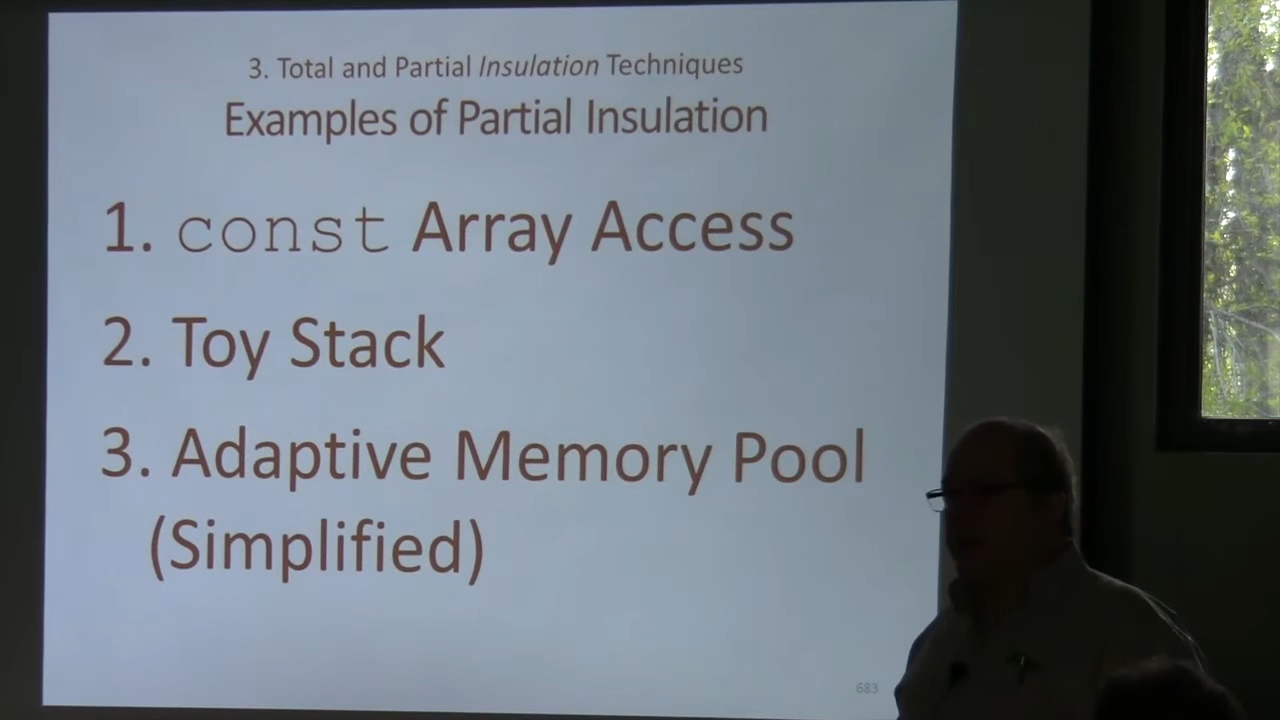 3. Total and Partial Insulation Techniques
Examples of Partial Insulation
1. const Array Access
2. Toy Stack
3. Adaptive Memory Pool
(Simplified)
683